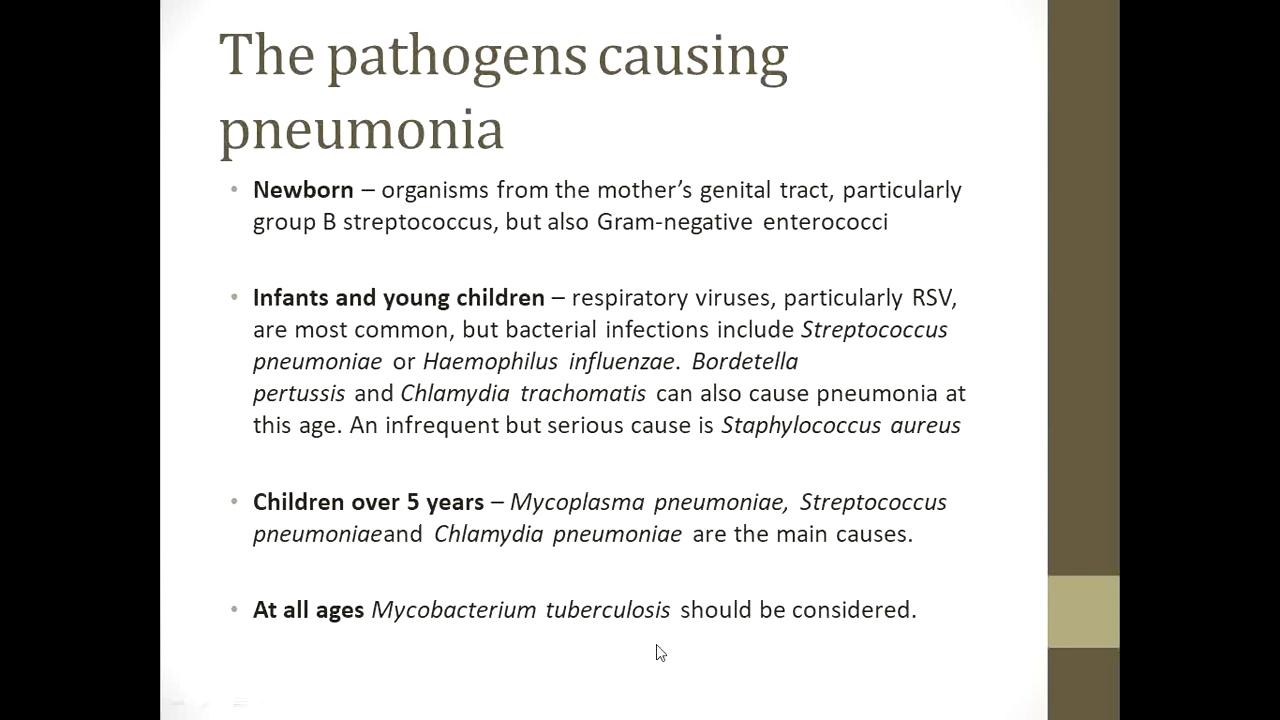 The pathogens causing
pneumonia
• Newborn – organisms from the mother’s genital tract, particularly
group B streptococcus, but also Gram-negative enterococci
• Infants and young children – respiratory viruses, particularly RSV,
are most common, but bacterial infections include Streptococcus
pneumoniae or Haemophilus influenzae. Bordetella
pertussis and Chlamydia trachomatis can also cause pneumonia at
this age. An infrequent but serious cause is Staphylococcus aureus
• Children over 5 years – Mycoplasma pneumoniae, Streptococcus
pneumoniaeand Chlamydia pneumoniae are the main causes.
• At all ages Mycobacterium tuberculosis should be considered.